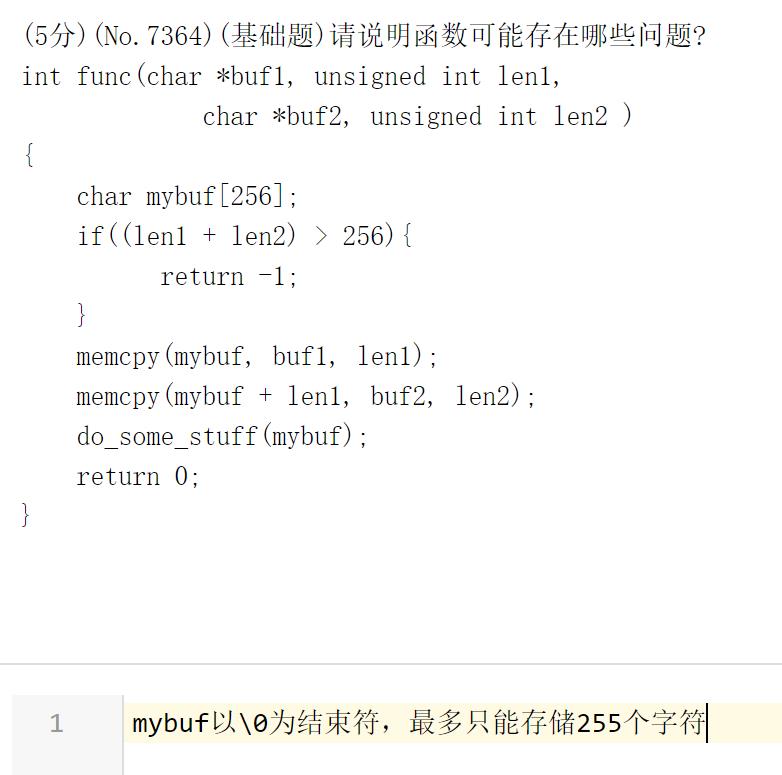 (5分)(No.7364)(基础题)请说明函数可能存在哪些问题?
int func(char *buf1, unsigned int len1,
char *buf2, unsigned int len2 )
{
char mybuf[256];
if((len1 + len2) > 256){
return -1;
}
memcpy(mybuf, buf1, len1);
memcpy(mybuf + len1, buf2, len2);
do_some_stuff(mybuf);
return 0;
}
1 mybuf以\0为结束符，最多只能存储255个字符